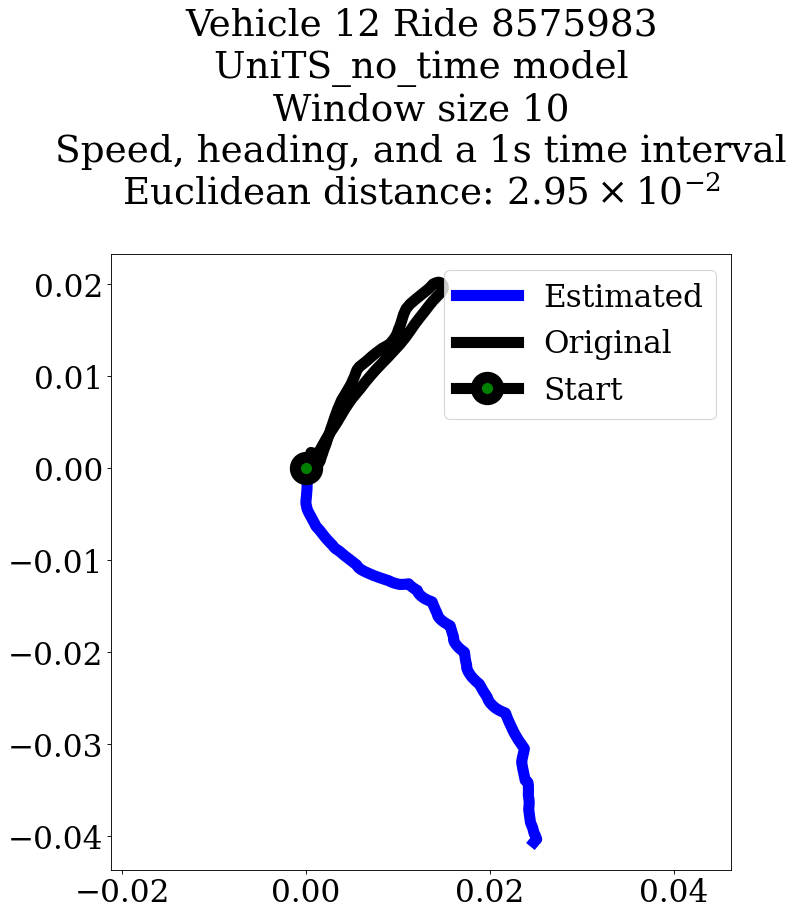 Vehicle 12 Ride 8575983
UniTS_no_time model
Window size 10
Speed, heading, and a 1s time interval
Euclidean distance: 2.95 × 10⁻²
Estimated
Original
Start
0.02
0.01
0.00
−0.01
−0.02
−0.03
−0.04
−0.02 0.00 0.02 0.04